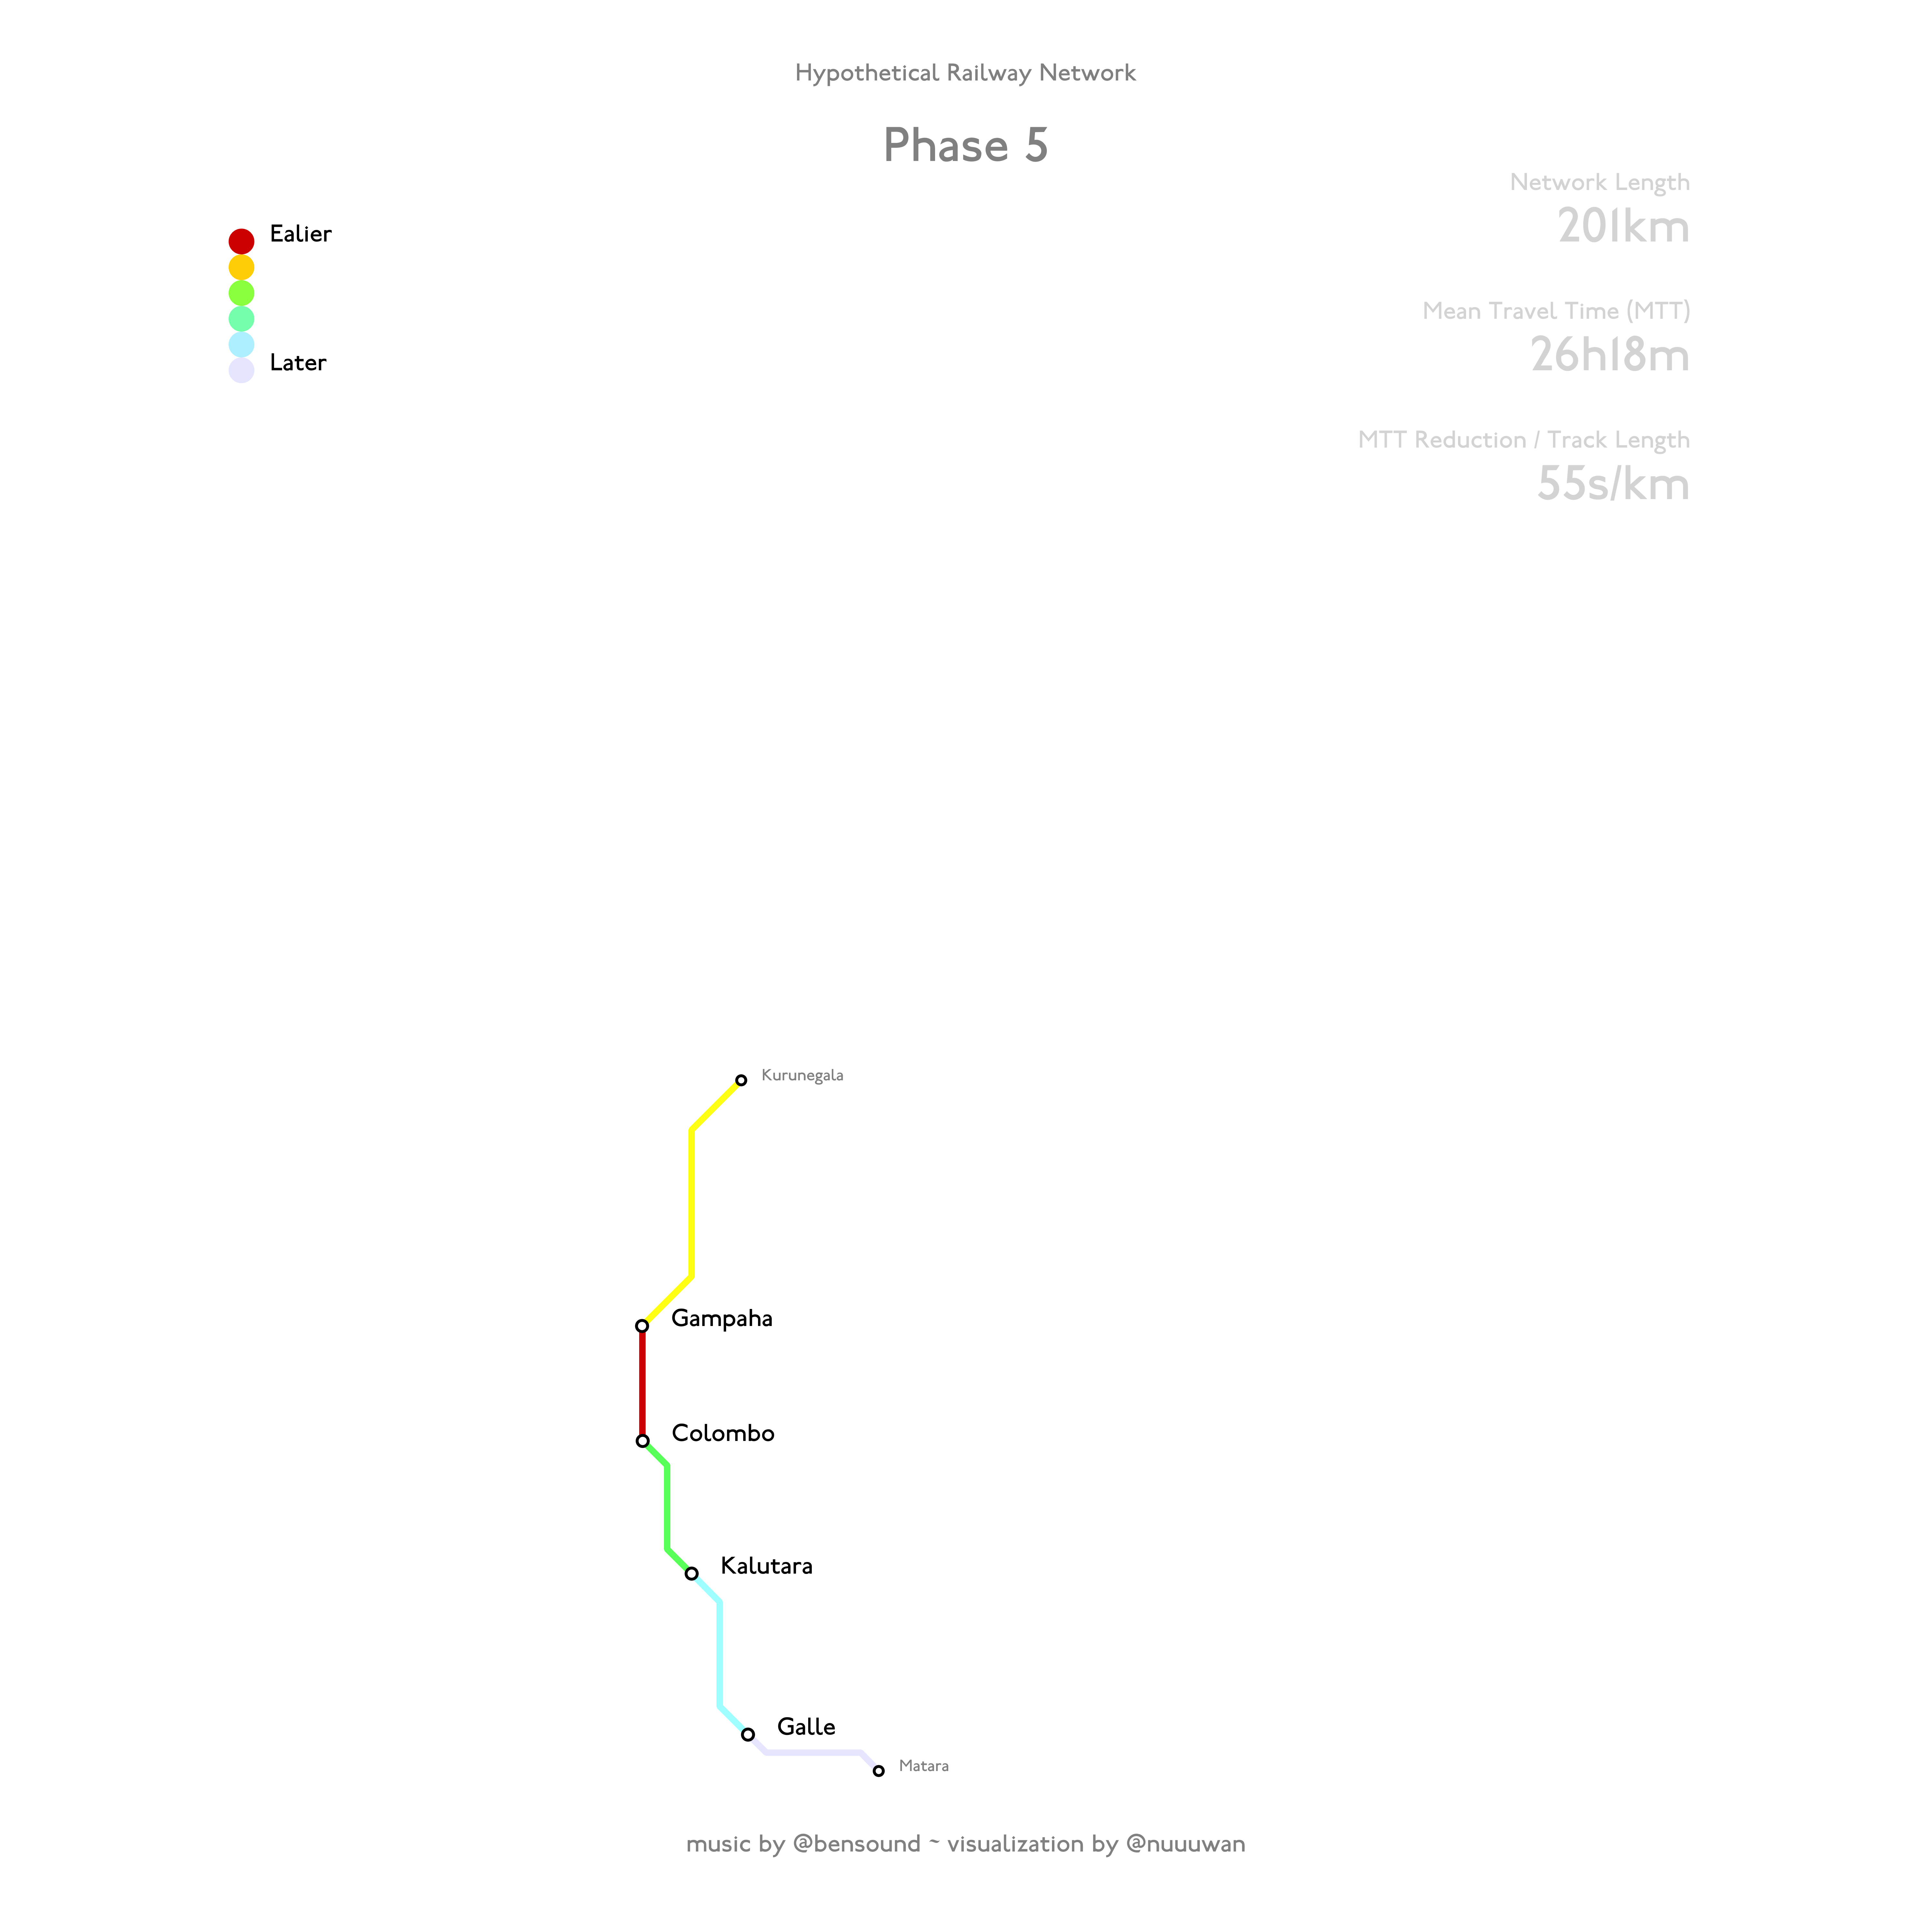 Hypothetical Railway Network
Phase 5
Network Length
201km
Ealier
Later
Mean Travel Time (MTT)
26h18m
MTT Reduction / Track Length
55s/km
Kurunegala
Gampaha
Colombo
Kalutara
Galle
Matara
music by @bensound ~ visualization by @nuuuwan